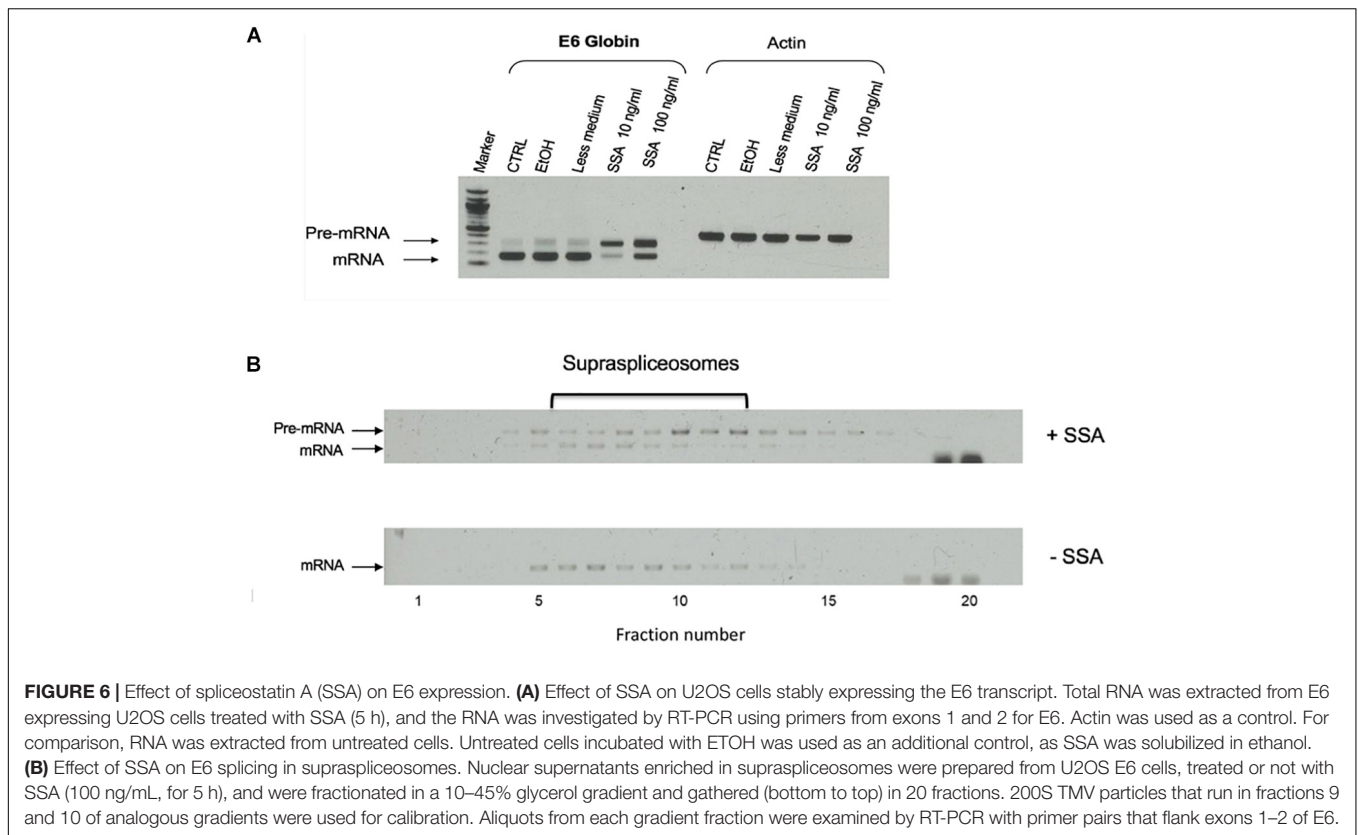 A
E6 Globin
Actin
Marker
CTRL
EtOH
Less medium
SSA 10 ng/ml
SSA 100 ng/ml
CTRL
EtOH
Less medium
SSA 10 ng/ml
SSA 100 ng/ml
Pre-mRNA
mRNA
B
Supraspliceosomes
Pre-mRNA
mRNA
+ SSA
mRNA
- SSA
1 5 10 15 20
Fraction number
FIGURE 6 | Effect of spliceostatin A (SSA) on E6 expression. (A) Effect of SSA on U2OS cells stably expressing the E6 transcript. Total RNA was extracted from E6
expressing U2OS cells treated with SSA (5 h), and the RNA was investigated by RT-PCR using primers from exons 1 and 2 for E6. Actin was used as a control. For
comparison, RNA was extracted from untreated cells. Untreated cells incubated with ETOH was used as an additional control, as SSA was solubilized in ethanol.
(B) Effect of SSA on E6 splicing in supraspliceosomes. Nuclear supernatants enriched in supraspliceosomes were prepared from U2OS E6 cells, treated or not with
SSA (100 ng/mL, for 5 h), and were fractionated in a 10–45% glycerol gradient and gathered (bottom to top) in 20 fractions. 200S TMV particles that run in fractions 9
and 10 of analogous gradients were used for calibration. Aliquots from each gradient fraction were examined by RT-PCR with primer pairs that flank exons 1–2 of E6.